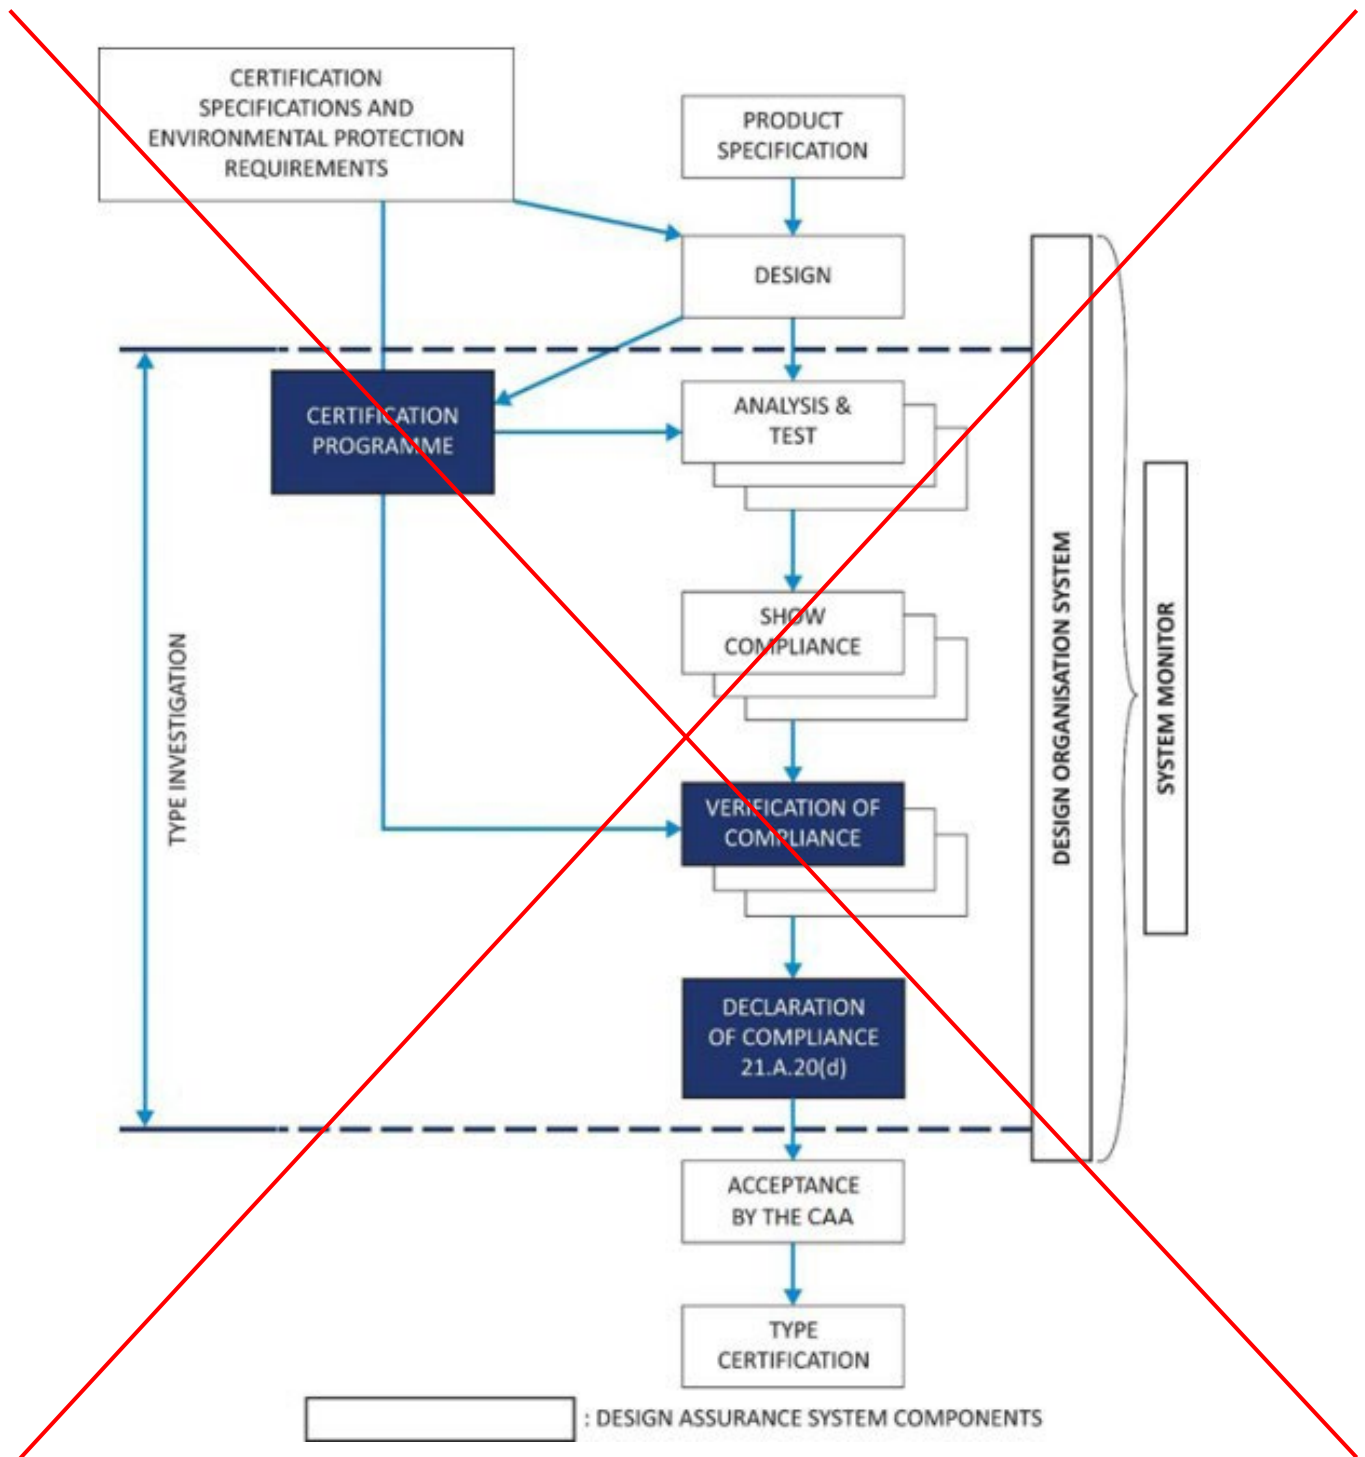 CERTIFICATION
SPECIFICATIONS AND
ENVIRONMENTAL PROTECTION
REQUIREMENTS
PRODUCT
SPECIFICATION
DESIGN
CERTIFICATION
PROGRAMME
ANALYSIS &
TEST
SHOW
COMPLIANCE
TYPE INVESTIGATION
VERIFICATION OF
COMPLIANCE
DESIGN ORGANISATION SYSTEM
SYSTEM MONITOR
DECLARATION
OF COMPLIANCE
21.A.20(d)
ACCEPTANCE
BY THE CAA
TYPE
CERTIFICATION
: DESIGN ASSURANCE SYSTEM COMPONENTS